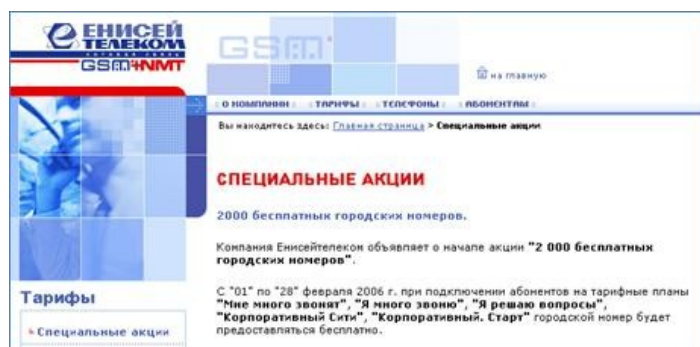 ЕНИСЕЙ
ТЕЛЕКОМ
СОТОВАЯ СВЯЗЬ
GSM+NMT
GSM
на главную
О КОМПАНИИ ТАРИФЫ ТЕЛЕФОНЫ АБОНЕНТАМ
Вы находитесь здесь: Главная страница > Специальные акции
СПЕЦИАЛЬНЫЕ АКЦИИ
2000 бесплатных городских номеров.
Компания Енисейтелеком объявляет о начале акции "2 000 бесплатных
городских номеров".
С "01" по "28" февраля 2006 г. при подключении абонентов на тарифные планы
"Мне много звонят", "Я много звоню", "Я решаю вопросы",
"Корпоративный Сити", "Корпоративный. Старт" городской номер будет
предоставляться бесплатно.
Тарифы
Специальные акции